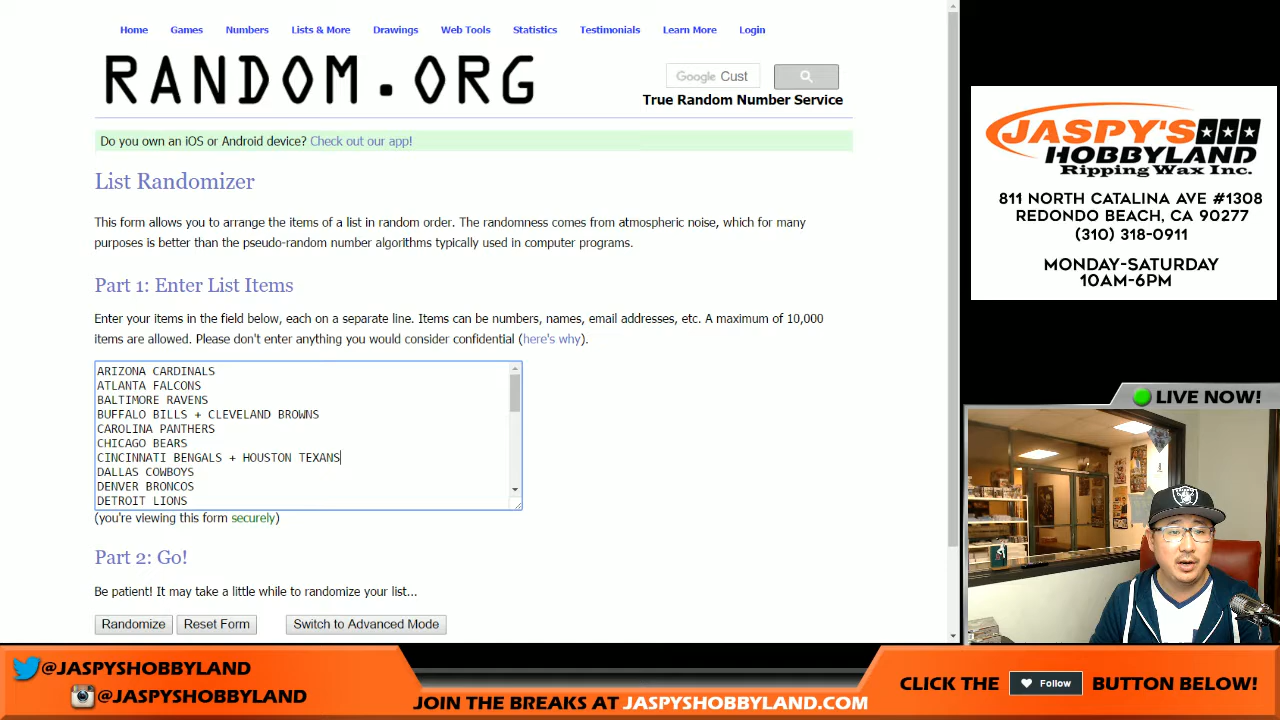 Home Games Numbers Lists & More Drawings Web Tools Statistics Testimonials Learn More Login
RANDOM.ORG
Google Cust
True Random Number Service
Do you own an iOS or Android device? Check out our app!
List Randomizer
This form allows you to arrange the items of a list in random order. The randomness comes from atmospheric noise, which for many
purposes is better than the pseudo-random number algorithms typically used in computer programs.
Part 1: Enter List Items
Enter your items in the field below, each on a separate line. Items can be numbers, names, email addresses, etc. A maximum of 10,000
items are allowed. Please don't enter anything you would consider confidential (here's why).
ARIZONA CARDINALS
ATLANTA FALCONS
BALTIMORE RAVENS
BUFFALO BILLS + CLEVELAND BROWNS
CAROLINA PANTHERS
CHICAGO BEARS
CINCINNATI BENGALS + HOUSTON TEXANS
DALLAS COWBOYS
DENVER BRONCOS
DETROIT LIONS
(you're viewing this form securely)
Part 2: Go!
Be patient! It may take a little while to randomize your list...
Randomize Reset Form Switch to Advanced Mode
JASPY'S
HOBBYLAND
Ripping Wax Inc.
811 NORTH CATALINA AVE #1308
REDONDO BEACH, CA 90277
(310) 318-0911
MONDAY-SATURDAY
10AM-6PM
LIVE NOW!
@JASPYSHOBBYLAND
@JASPYSHOBBYLAND
JOIN THE BREAKS AT JASPYSHOBBYLAND.COM
CLICK THE Follow BUTTON BELOW!